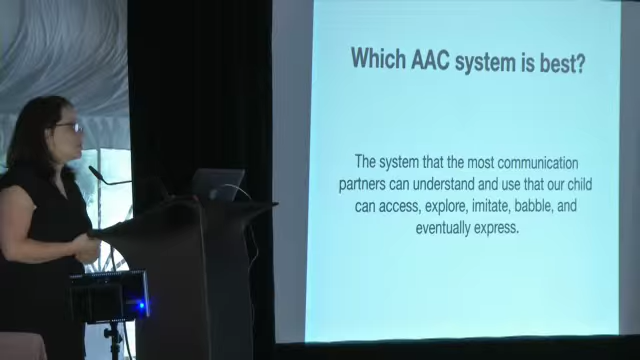 Which AAC system is best?
The system that the most communication
partners can understand and use that our child
can access, explore, imitate, babble, and
eventually express.